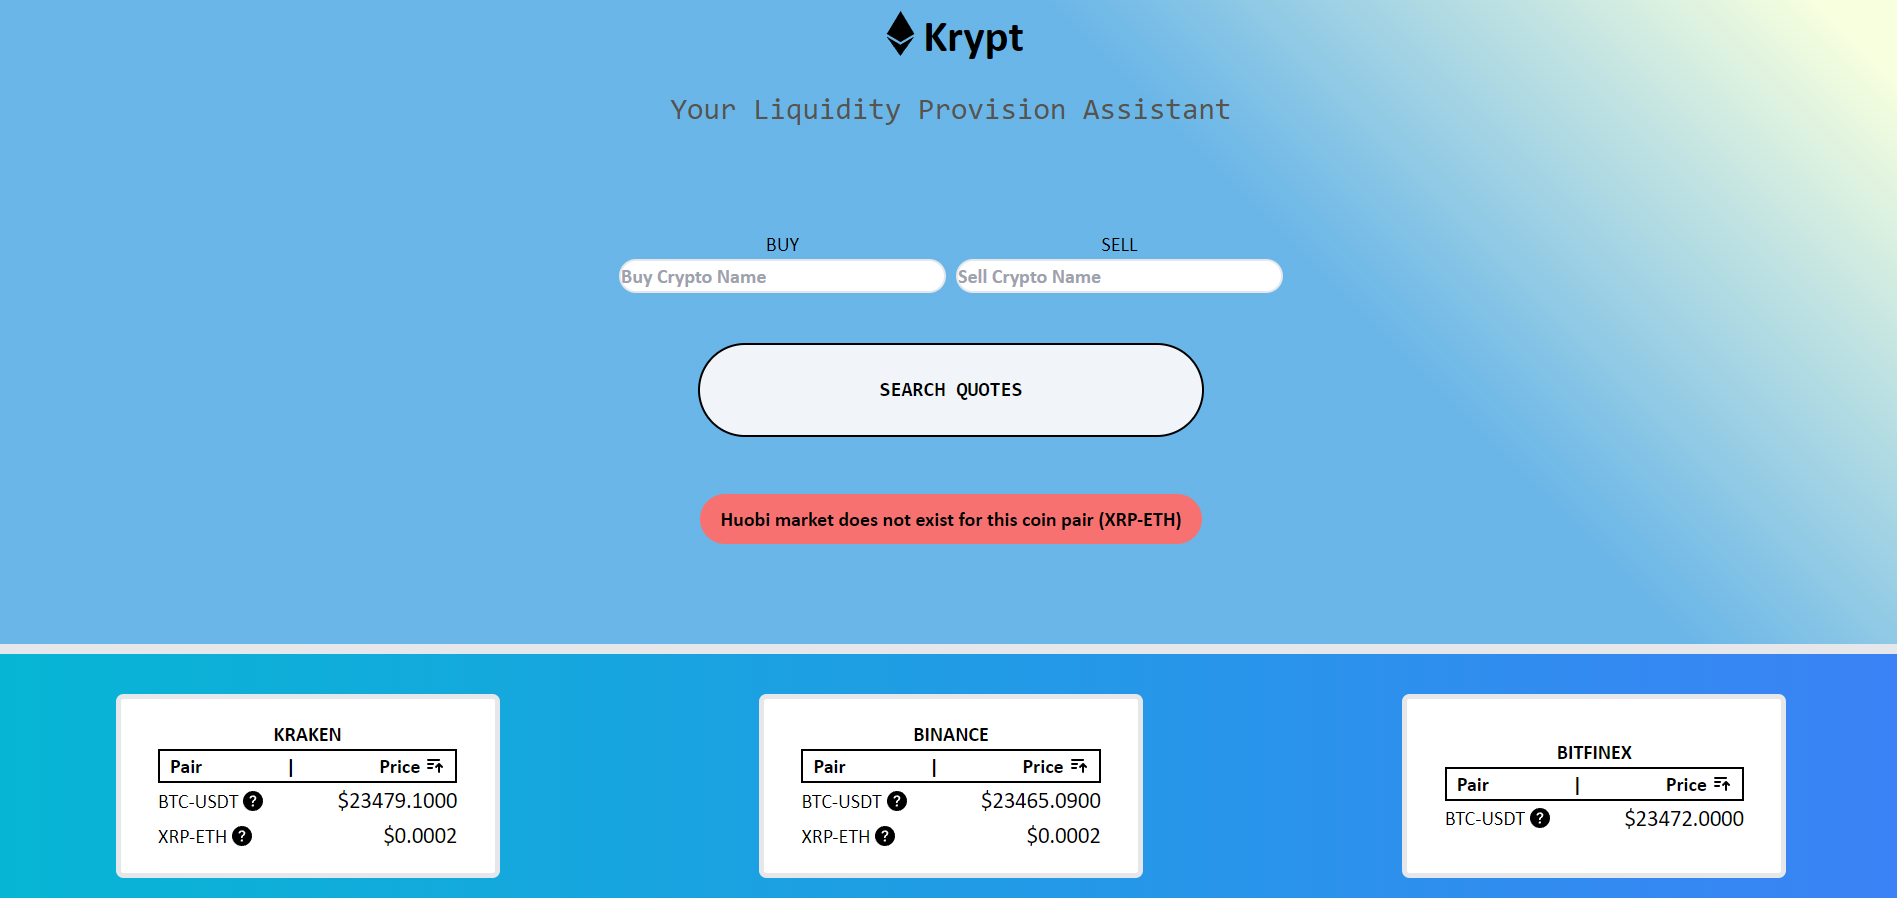 Krypt
Your Liquidity Provision Assistant
BUY
SELL
Buy Crypto Name
Sell Crypto Name
SEARCH QUOTES
Huobi market does not exist for this coin pair (XRP-ETH)
KRAKEN
Pair | Price
BTC-USDT ? $23479.1000
XRP-ETH ? $0.0002
BINANCE
Pair | Price
BTC-USDT ? $23465.0900
XRP-ETH ? $0.0002
BITFINEX
Pair | Price
BTC-USDT ? $23472.0000